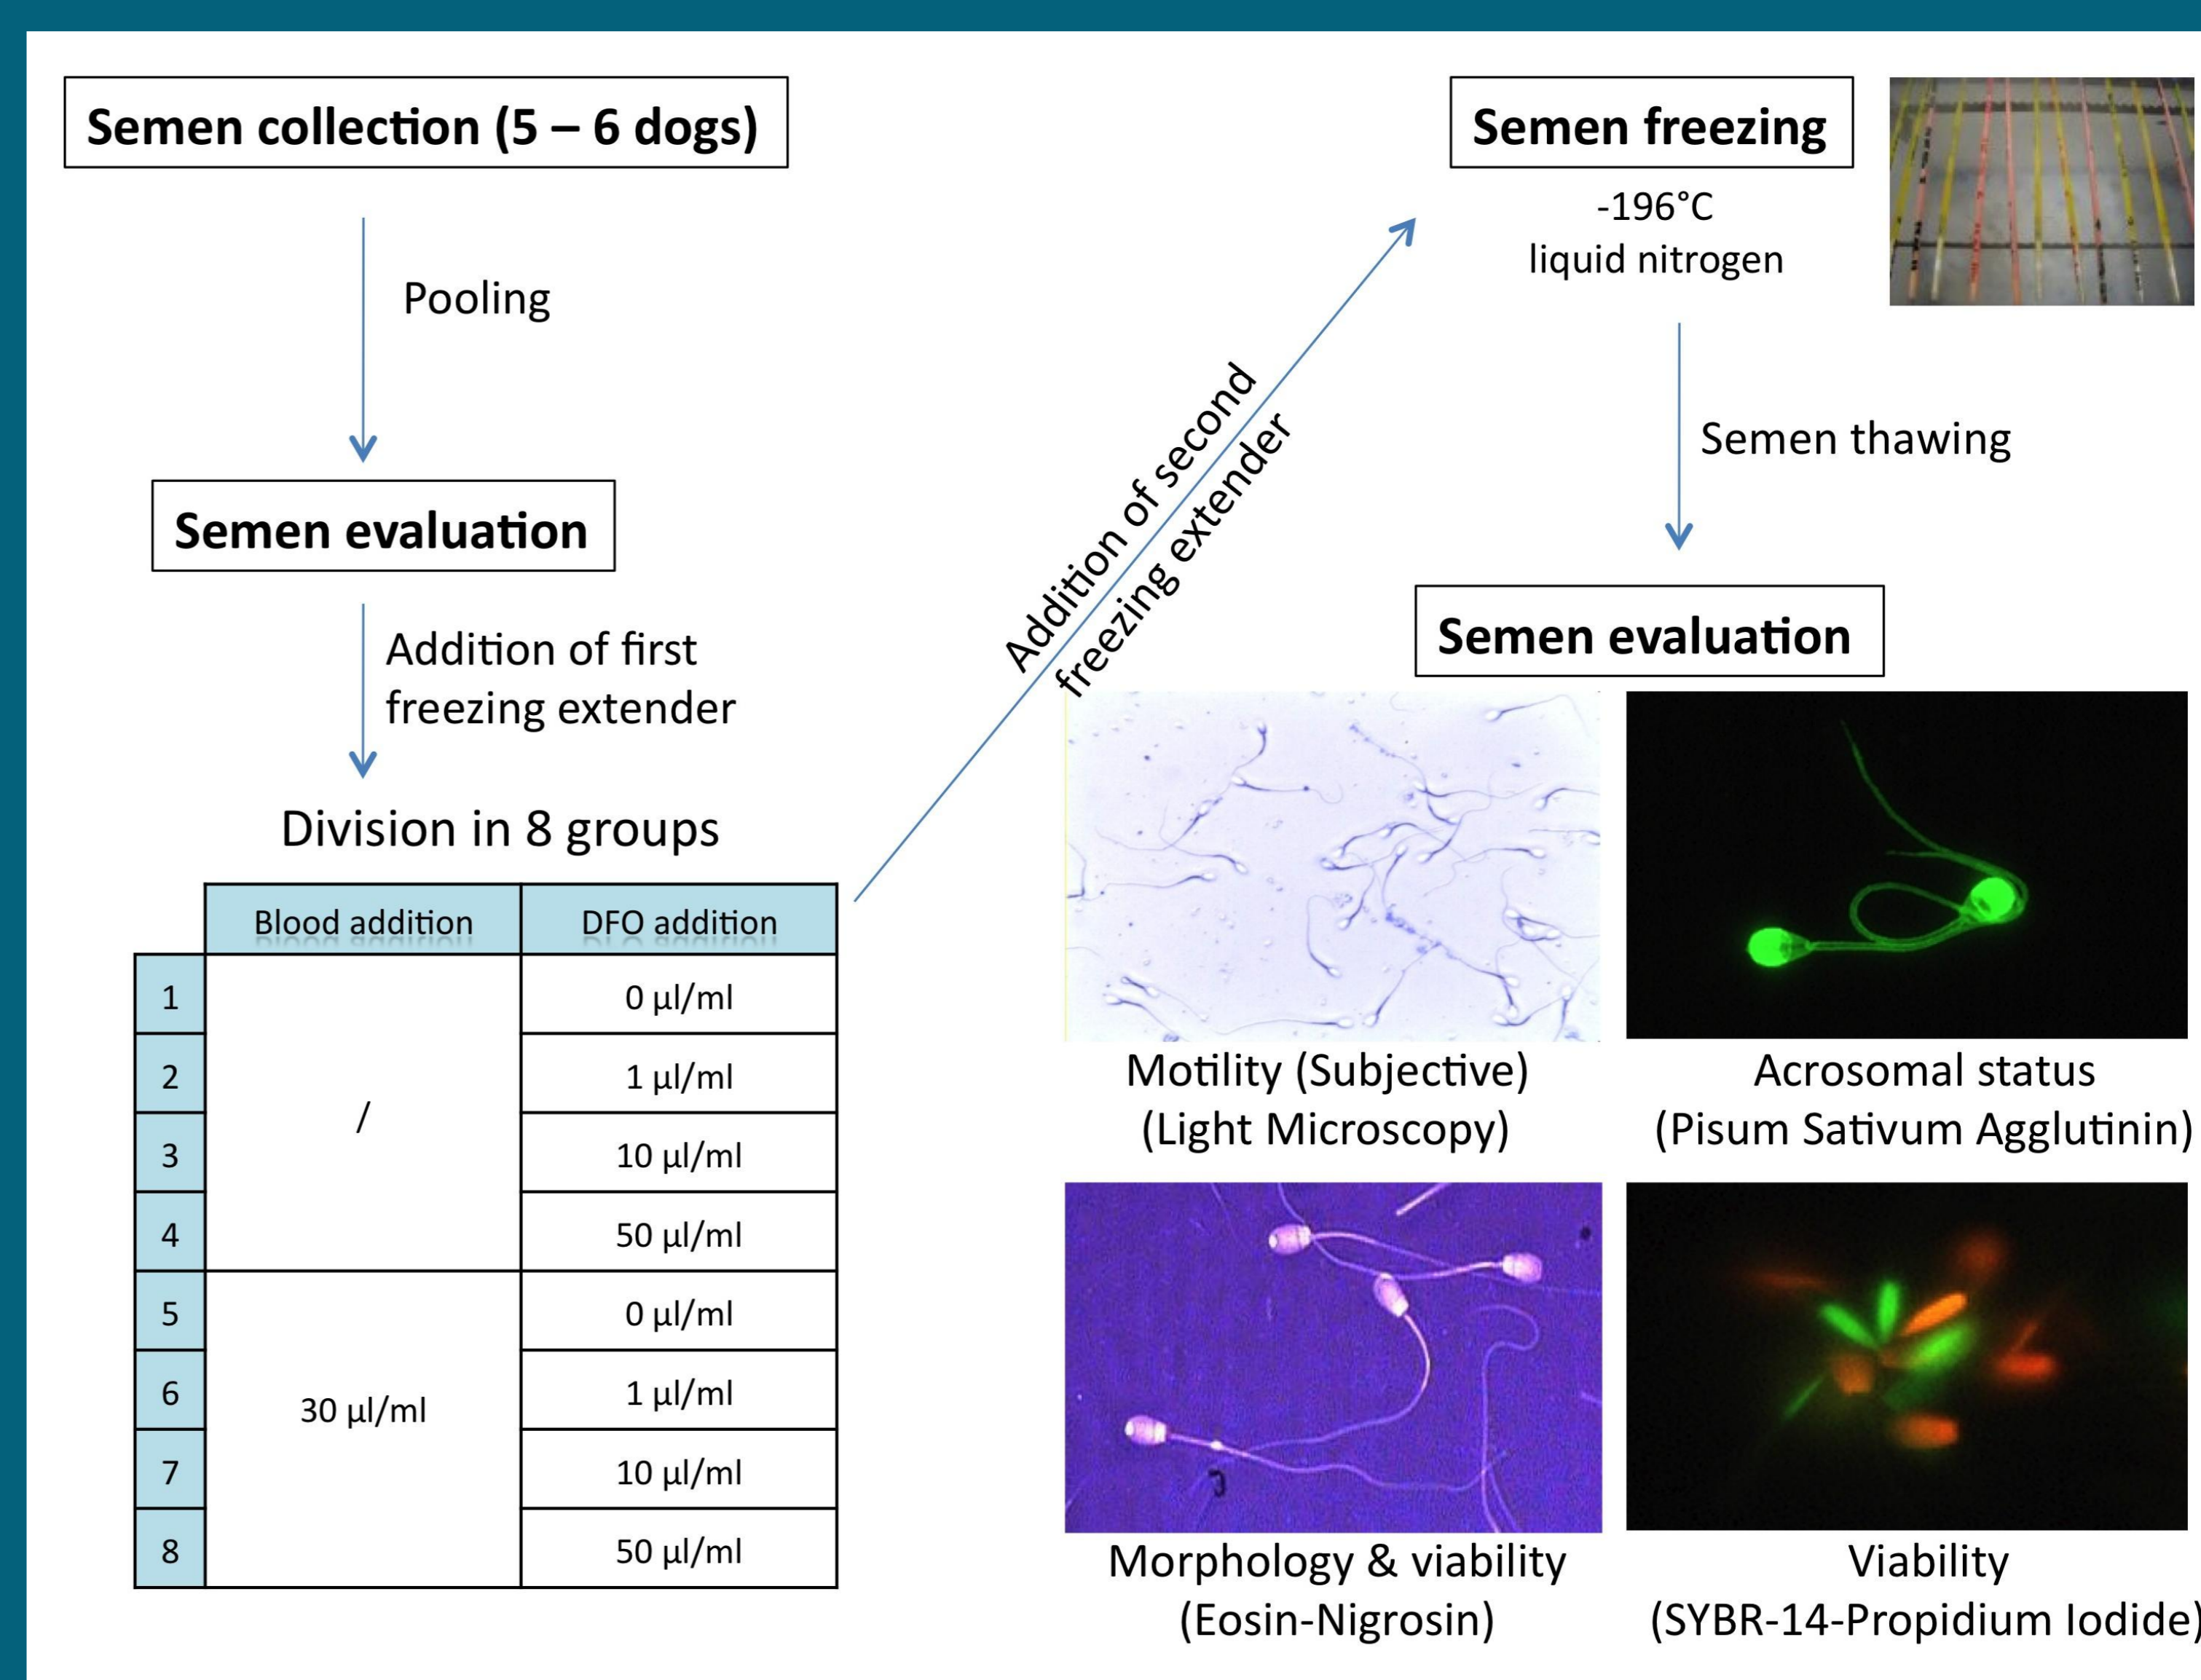 Semen collection (5 – 6 dogs)
Pooling
Semen evaluation
Addition of first
freezing extender
Division in 8 groups
Blood addition DFO addition
1 / 0 µl/ml
2 1 µl/ml
3 10 µl/ml
4 50 µl/ml
5 30 µl/ml 0 µl/ml
6 1 µl/ml
7 10 µl/ml
8 50 µl/ml
Addition of second
freezing extender
Semen freezing
-196°C
liquid nitrogen
Semen thawing
Semen evaluation
Motility (Subjective)
(Light Microscopy)
Acrosomal status
(Pisum Sativum Agglutinin)
Morphology & viability
(Eosin-Nigrosin)
Viability
(SYBR-14-Propidium Iodide)